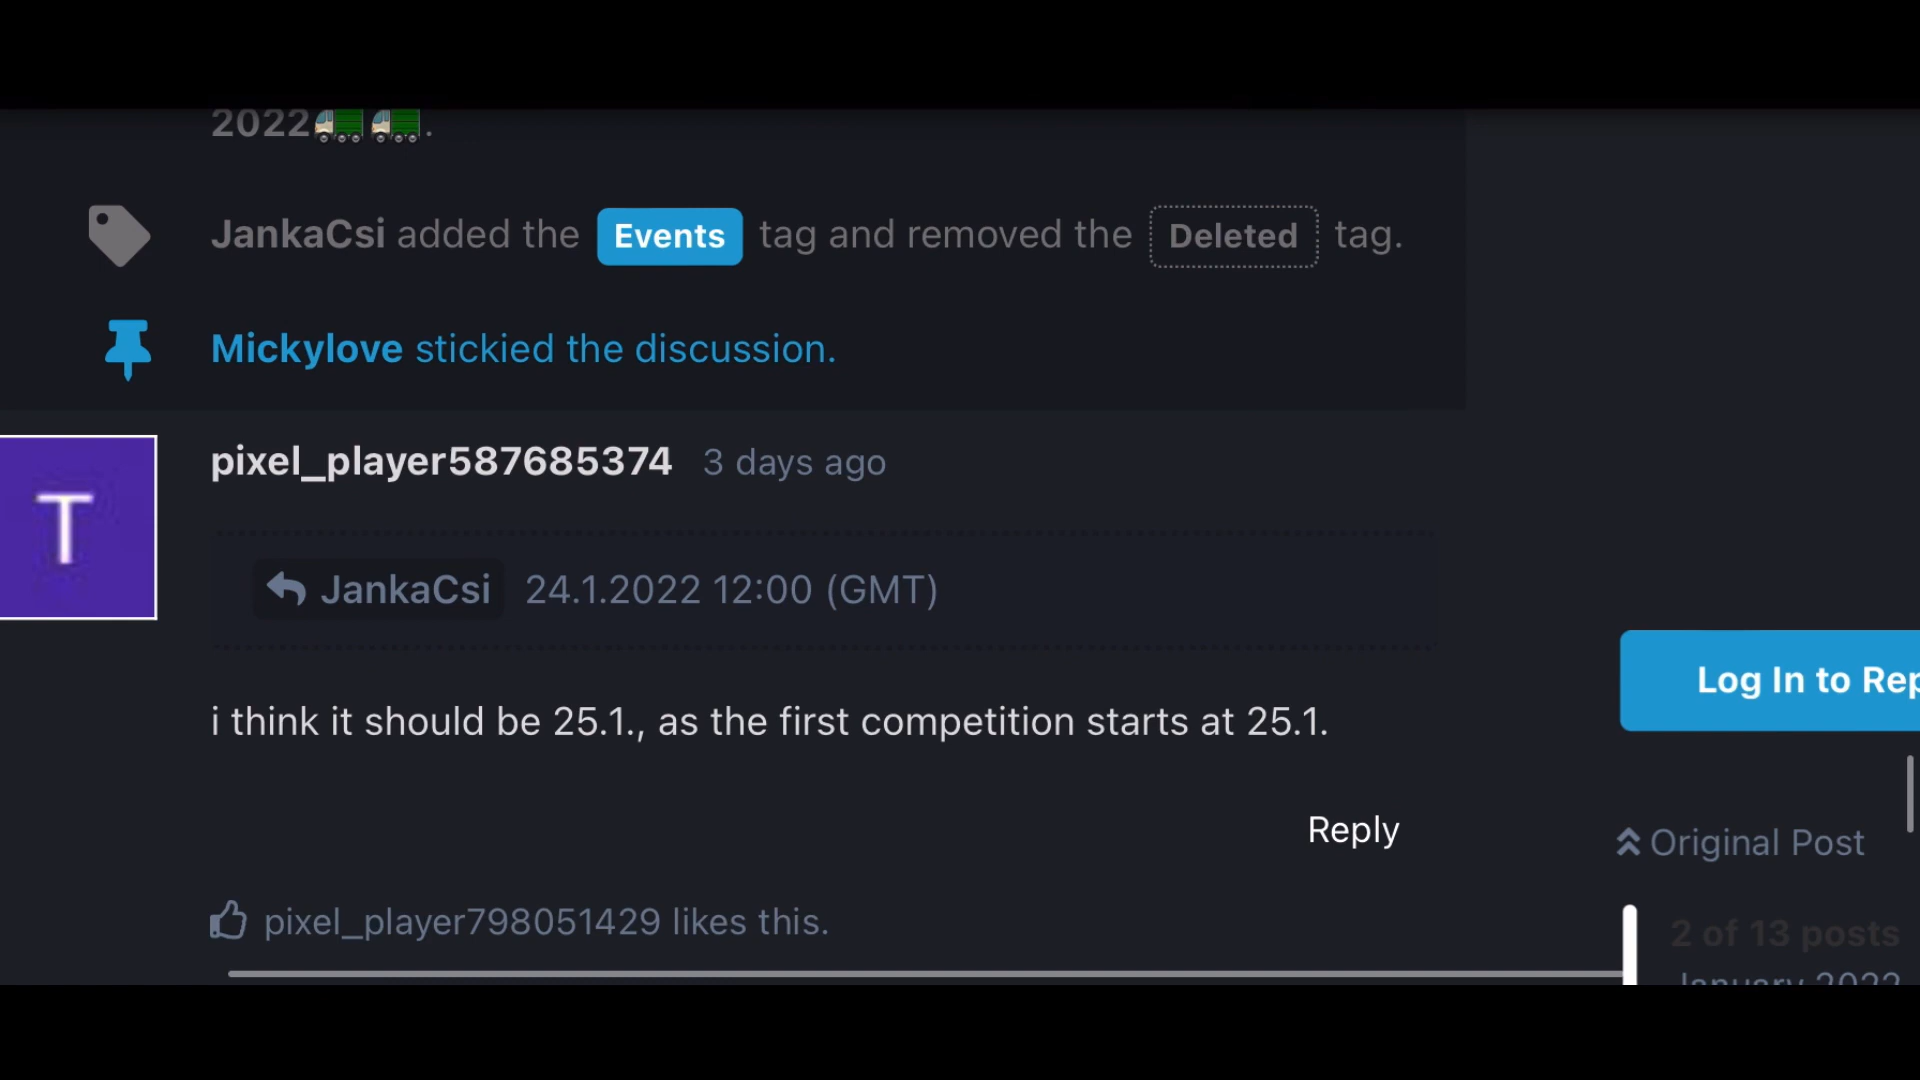 2022🚛🚛.
JankaCsi added the Events tag and removed the Deleted tag.
Mickylove stickied the discussion.
T
pixel_player587685374 3 days ago
JankaCsi 24.1.2022 12:00 (GMT)
i think it should be 25.1., as the first competition starts at 25.1.
Log In to Rep
Reply
Original Post
pixel_player798051429 likes this.
2 of 13 posts
January 2022